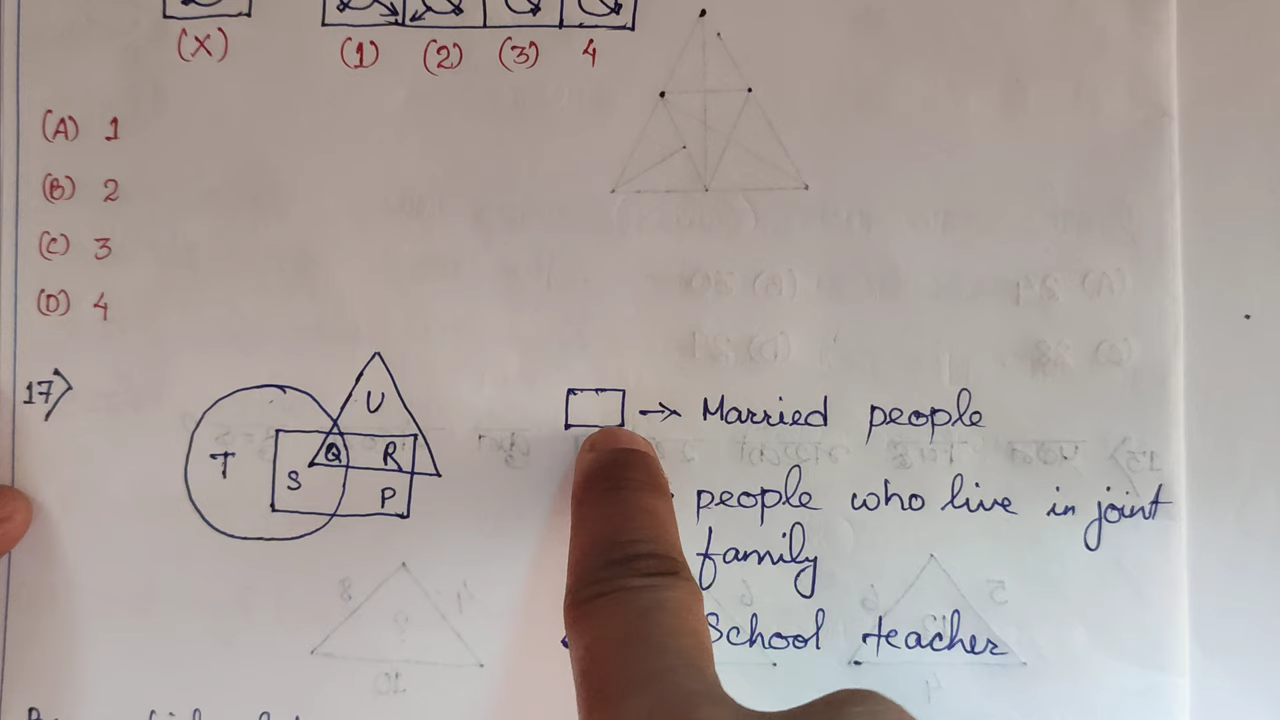 (X) (1) (2) (3) 4
(A) 1
(B) 2
(C) 3
(D) 4
17)
U
T
Q
R
S
P
→ Married people
people who live in joint
family
School teacher